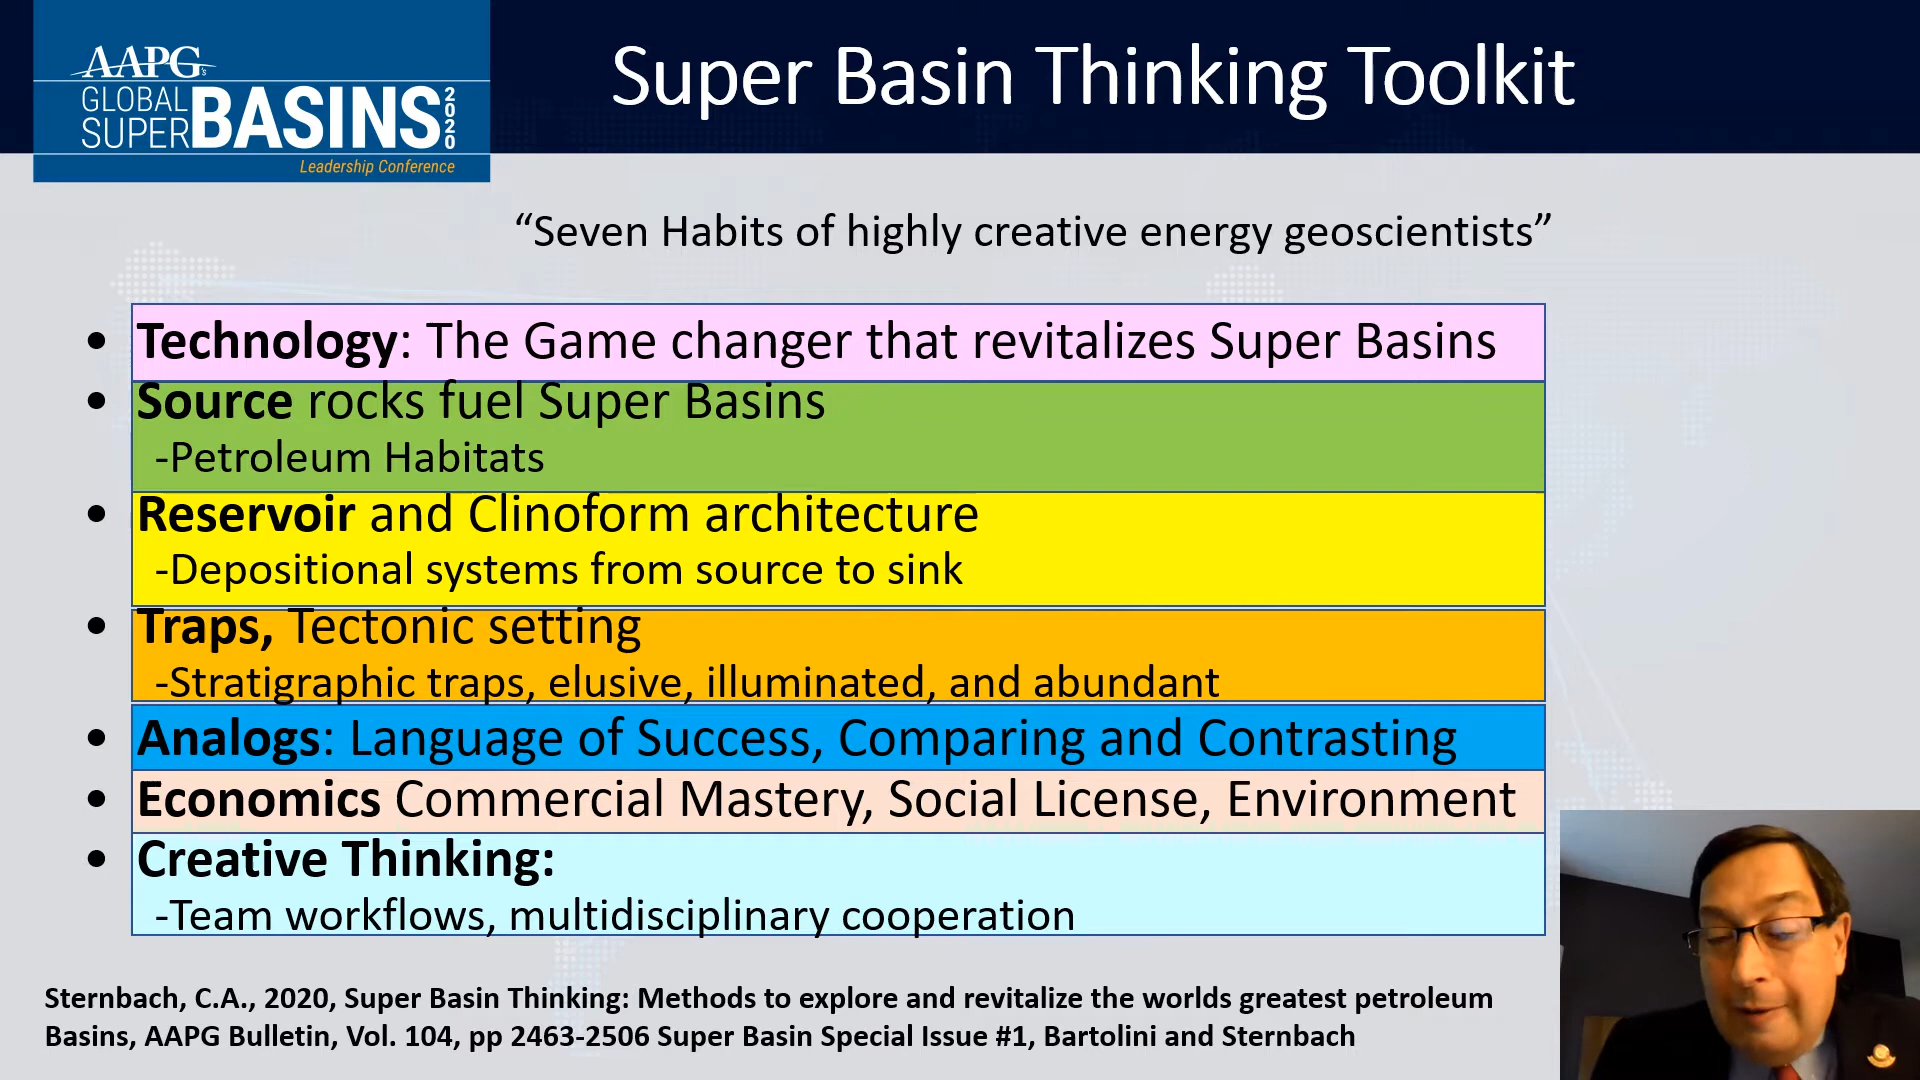 AAPG's
GLOBAL
SUPER BASINS 2020
Leadership Conference
Super Basin Thinking Toolkit
“Seven Habits of highly creative energy geoscientists”
• Technology: The Game changer that revitalizes Super Basins
• Source rocks fuel Super Basins
-Petroleum Habitats
• Reservoir and Clinoform architecture
-Depositional systems from source to sink
• Traps, Tectonic setting
-Stratigraphic traps, elusive, illuminated, and abundant
• Analogs: Language of Success, Comparing and Contrasting
• Economics Commercial Mastery, Social License, Environment
• Creative Thinking:
-Team workflows, multidisciplinary cooperation
Sternbach, C.A., 2020, Super Basin Thinking: Methods to explore and revitalize the worlds greatest petroleum
Basins, AAPG Bulletin, Vol. 104, pp 2463-2506 Super Basin Special Issue #1, Bartolini and Sternbach